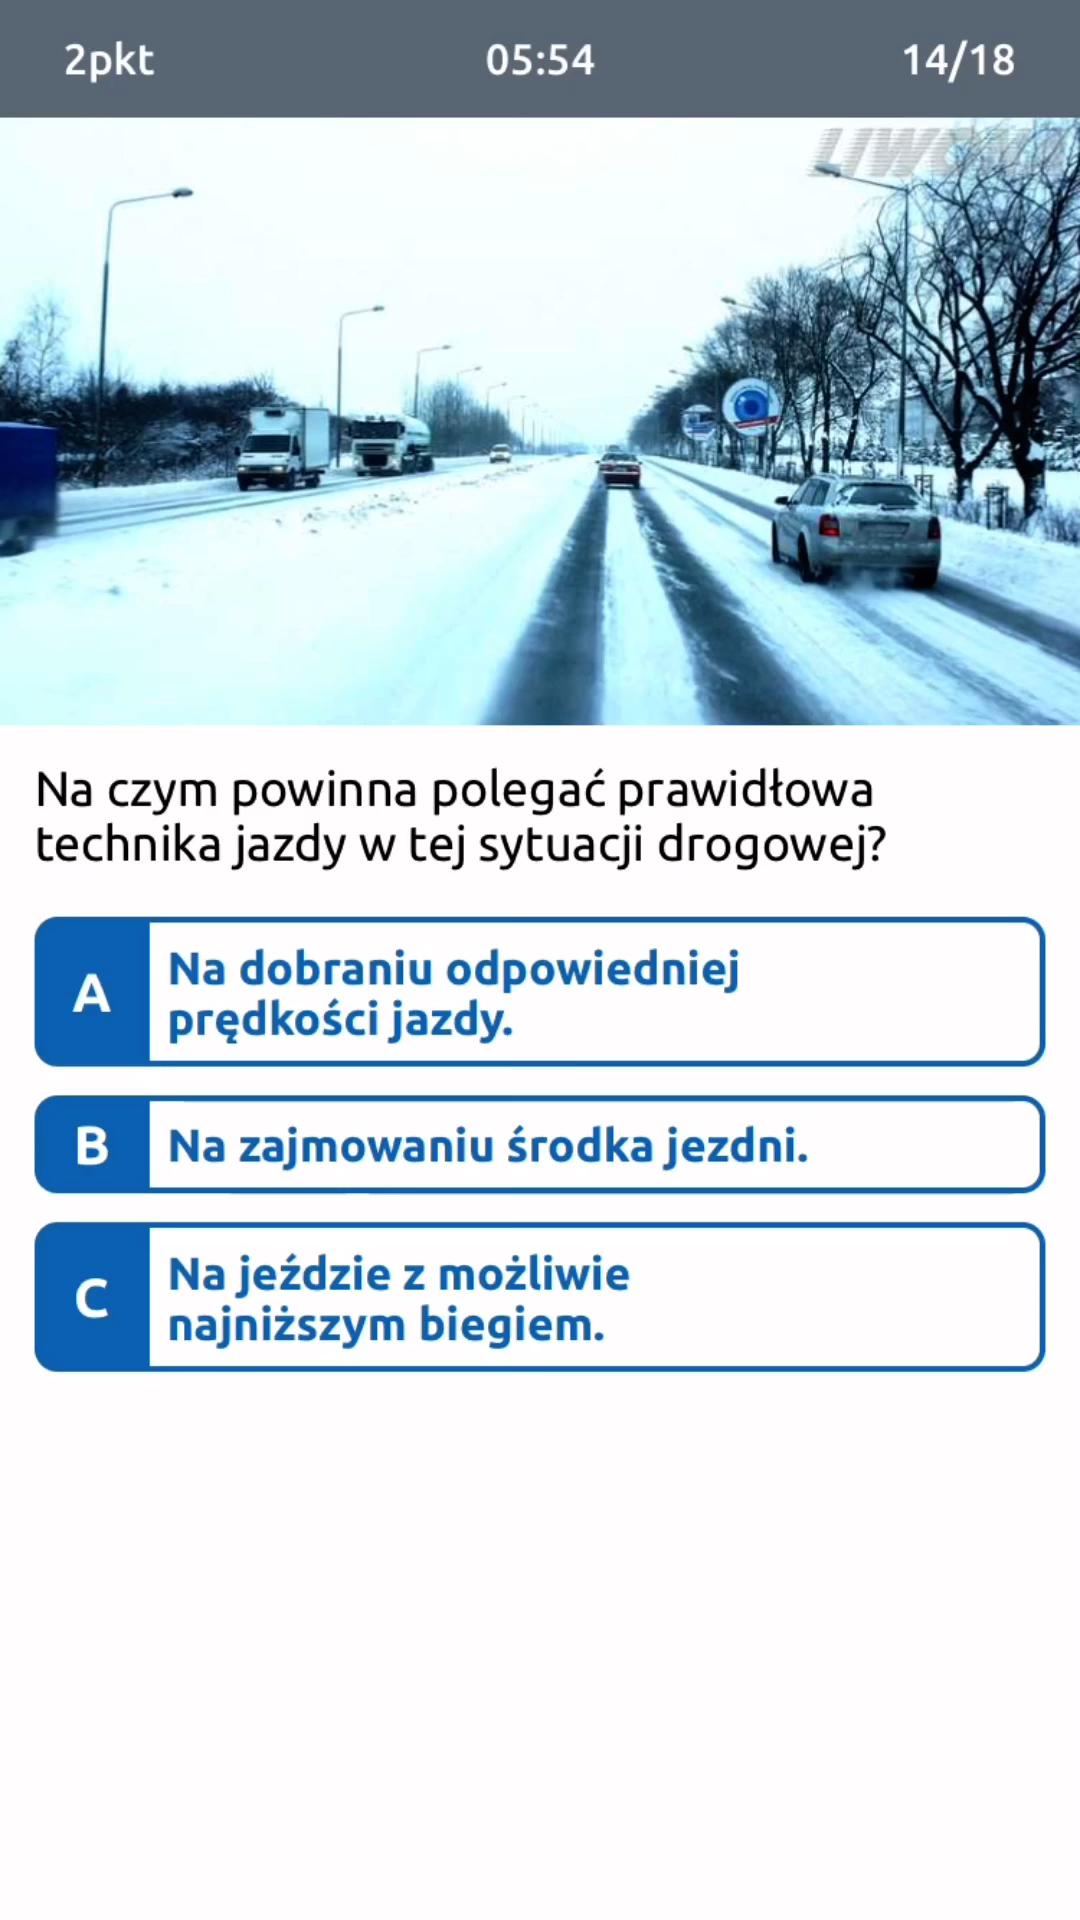 2pkt 05:54 14/18
LIWONA
Na czym powinna polegać prawidłowa
technika jazdy w tej sytuacji drogowej?
A Na dobraniu odpowiedniej
prędkości jazdy.
B Na zajmowaniu środka jezdni.
C Na jeździe z możliwie
najniższym biegiem.